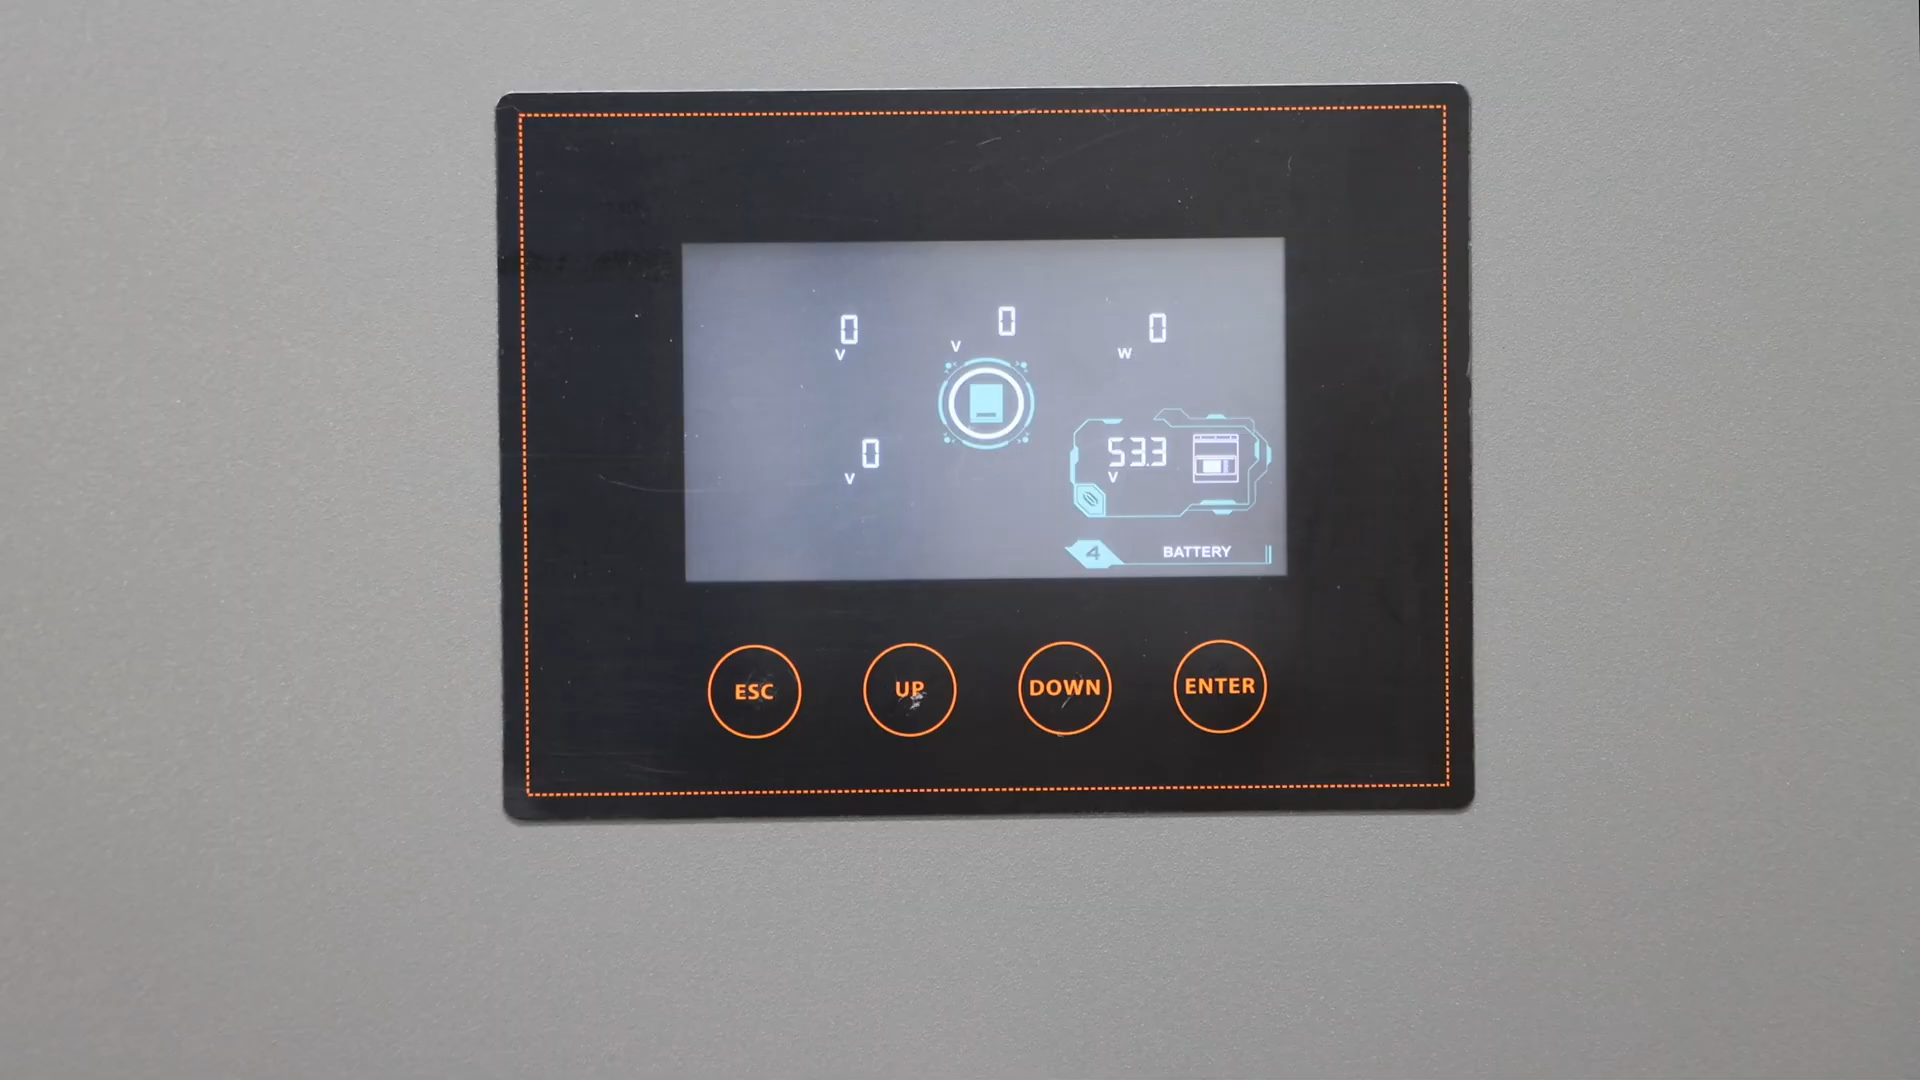 0 V
0 V
0 W
0 V
53.3 V
4 BATTERY
ESC UP DOWN ENTER